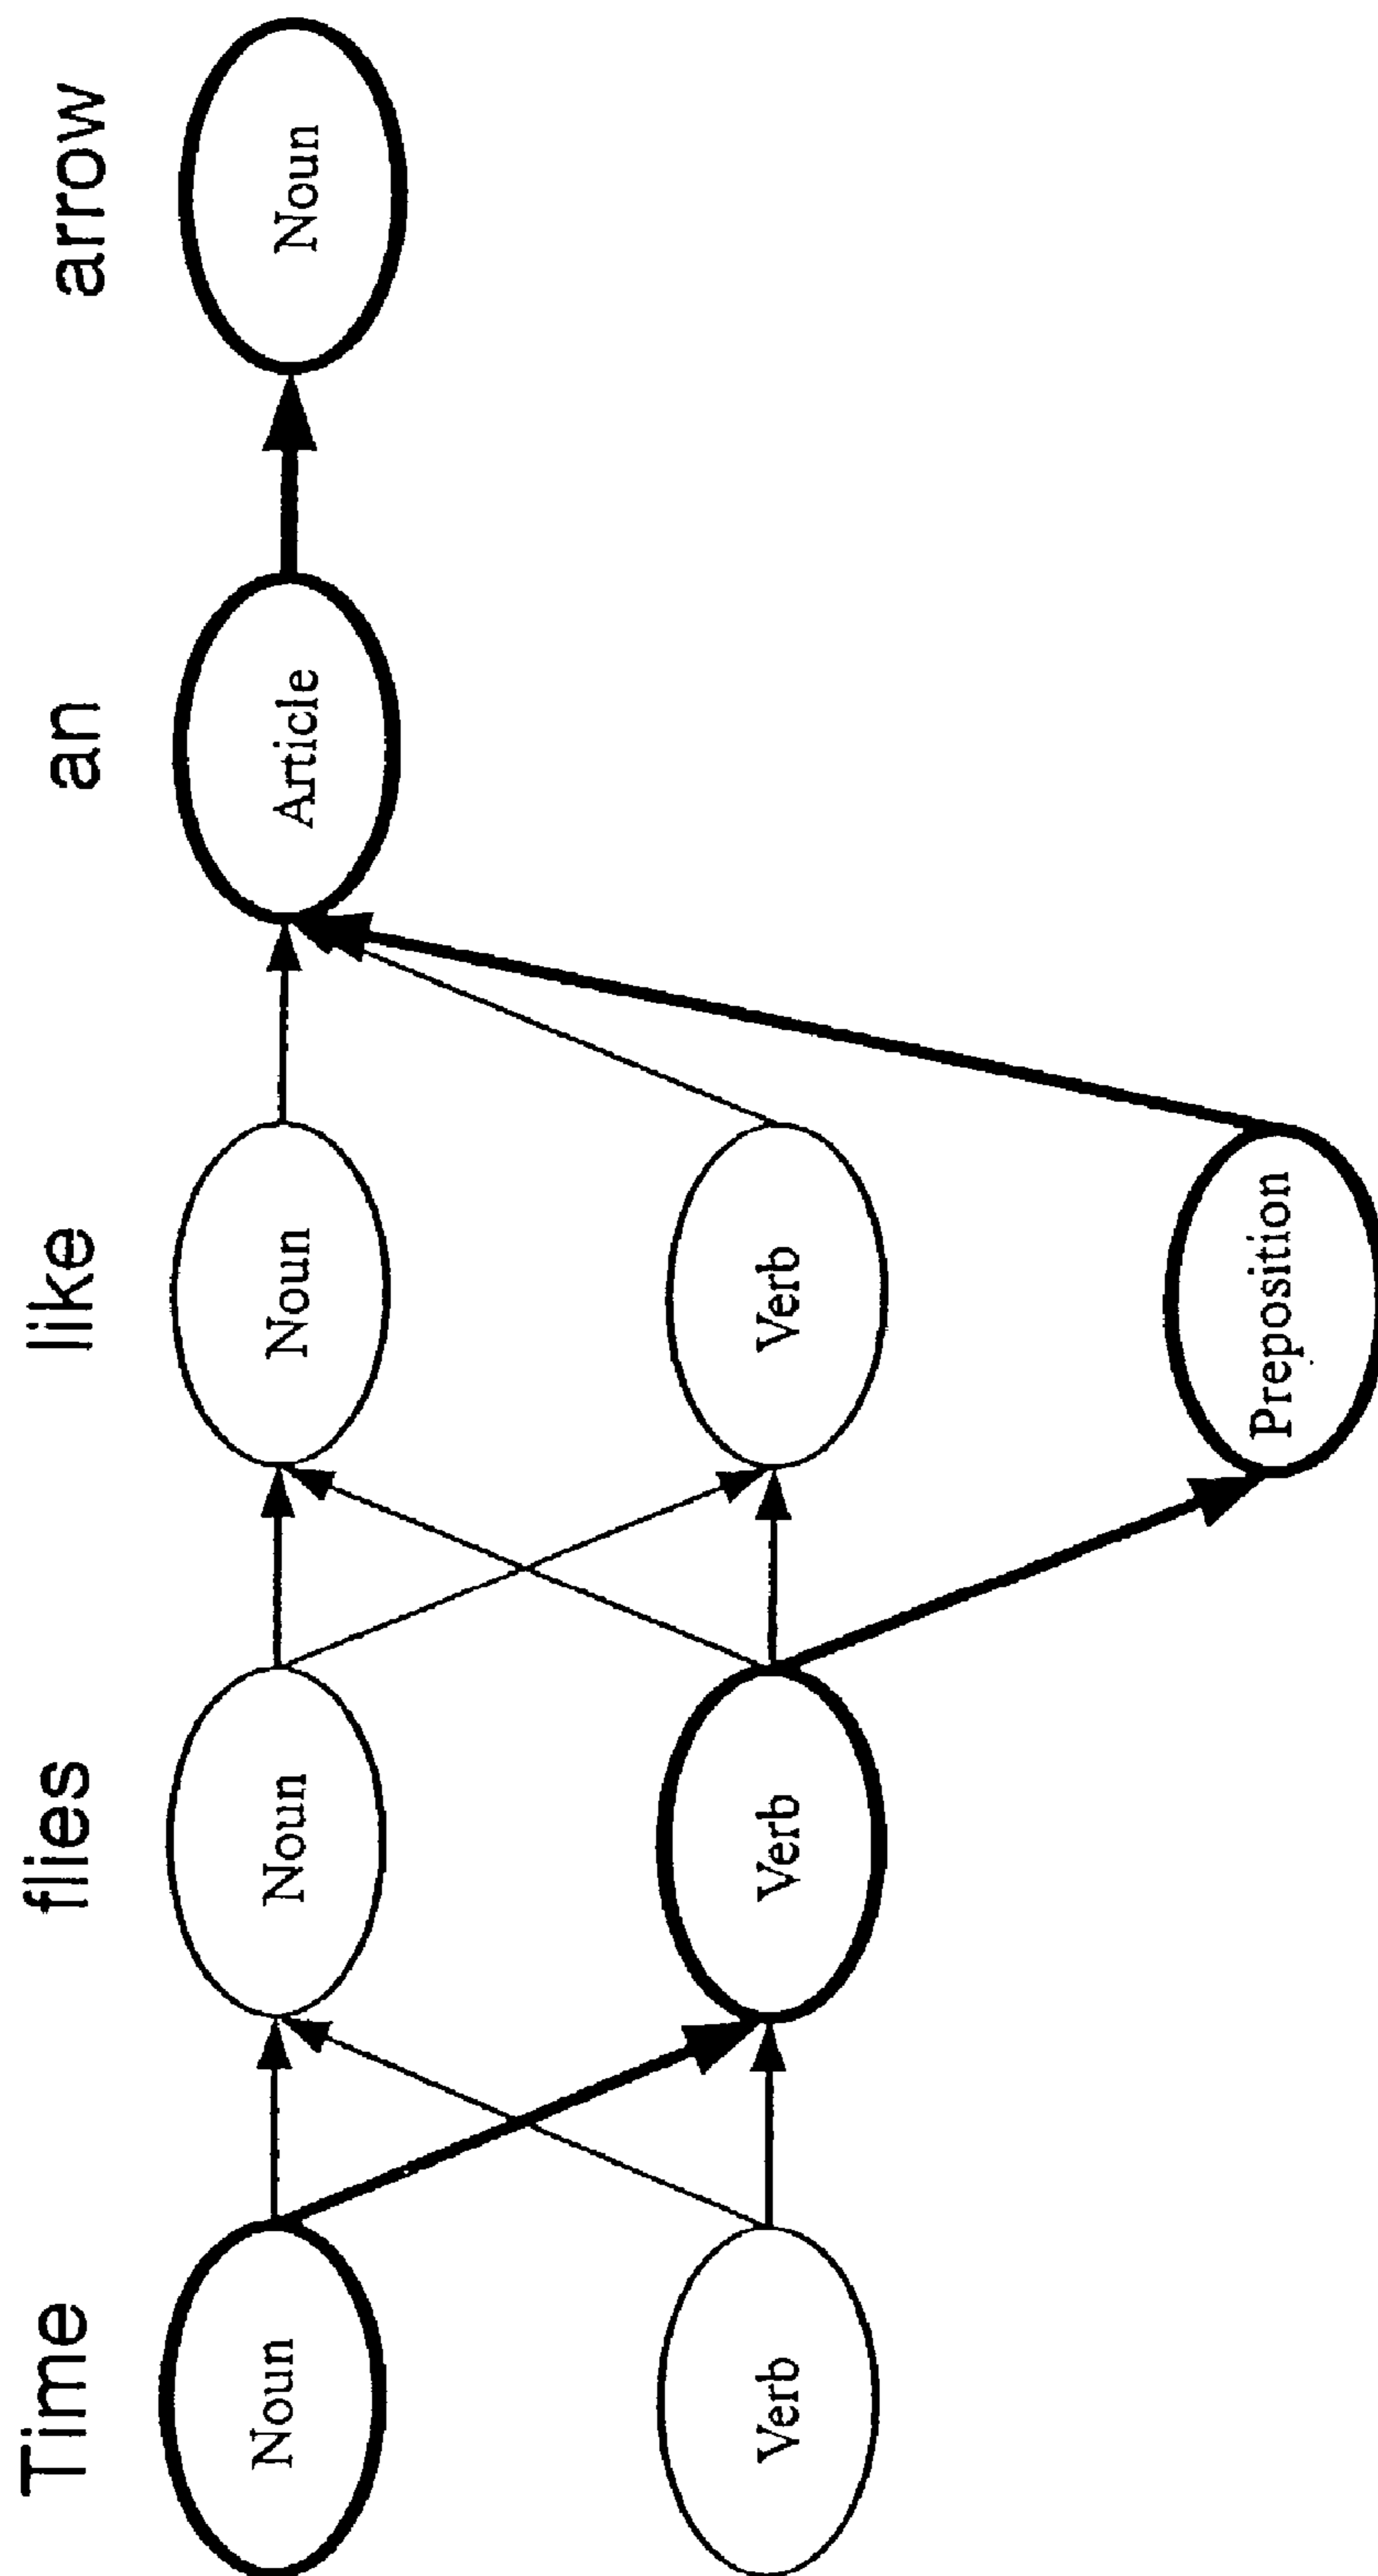 Time flies like an arrow
Noun Noun Noun Article Noun
Verb Verb Verb
Preposition